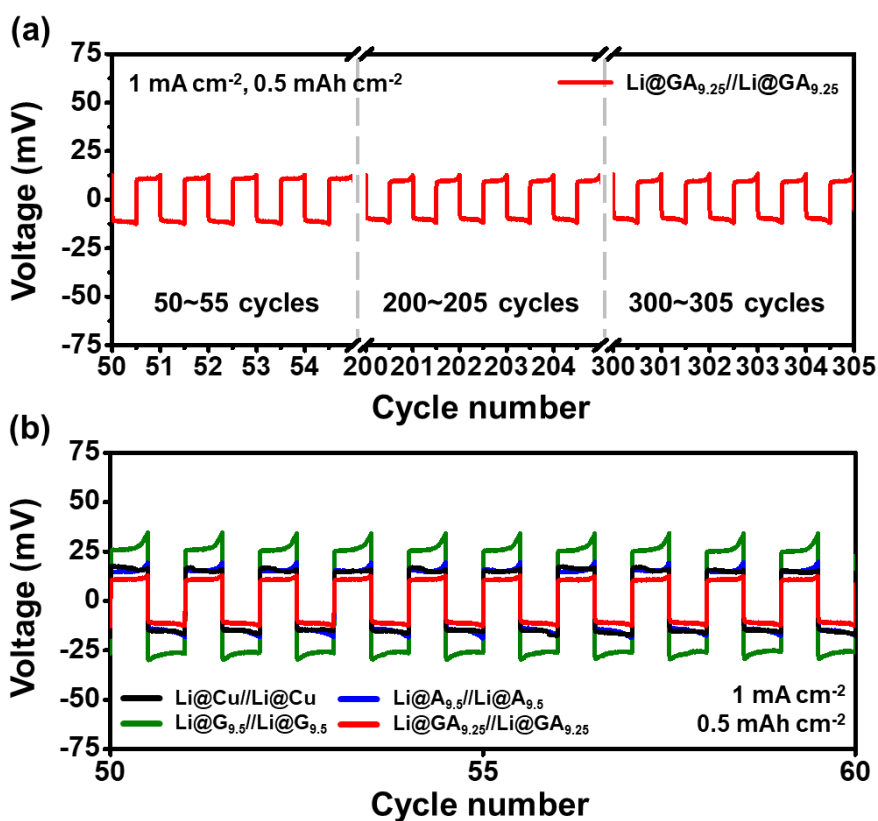 (a)
75
50
25
0
-25
-50
-75
Voltage (mV)
1 mA cm⁻², 0.5 mAh cm⁻²
Li@GA₉.₂₅//Li@GA₉.₂₅
50~55 cycles
200~205 cycles
300~305 cycles
50 51 52 53 54 200 201 202 203 204 300 301 302 303 304 305
Cycle number
(b)
75
50
25
0
-25
-50
-75
Voltage (mV)
Li@Cu//Li@Cu
Li@A₉.₅//Li@A₉.₅
1 mA cm⁻²
Li@G₉.₅//Li@G₉.₅
Li@GA₉.₂₅//Li@GA₉.₂₅
0.5 mAh cm⁻²
50 55 60
Cycle number